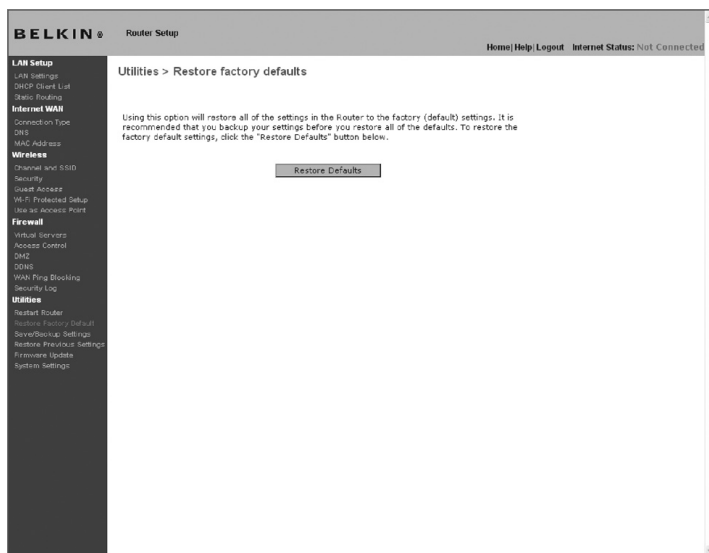 BELKIN®
Router Setup
Home|Help|Logout Internet Status: Not Connected
LAN Setup
LAN Settings
DHCP Client List
Static Routing
Internet WAN
Connection Type
DNS
MAC Address
Wireless
Channel and SSID
Security
Guest Access
Wi-Fi Protected Setup
Use as Access Point
Firewall
Virtual Servers
Access Control
DMZ
DDNS
WAN Ping Blocking
Security Log
Utilities
Restart Router
Restore Factory Default
Save/Backup Settings
Restore Previous Settings
Firmware Update
System Settings
Utilities > Restore factory defaults
Using this option will restore all of the settings in the Router to the factory (default) settings. It is
recommended that you backup your settings before you restore all of the defaults. To restore the
factory default settings, click the "Restore Defaults" button below.
Restore Defaults